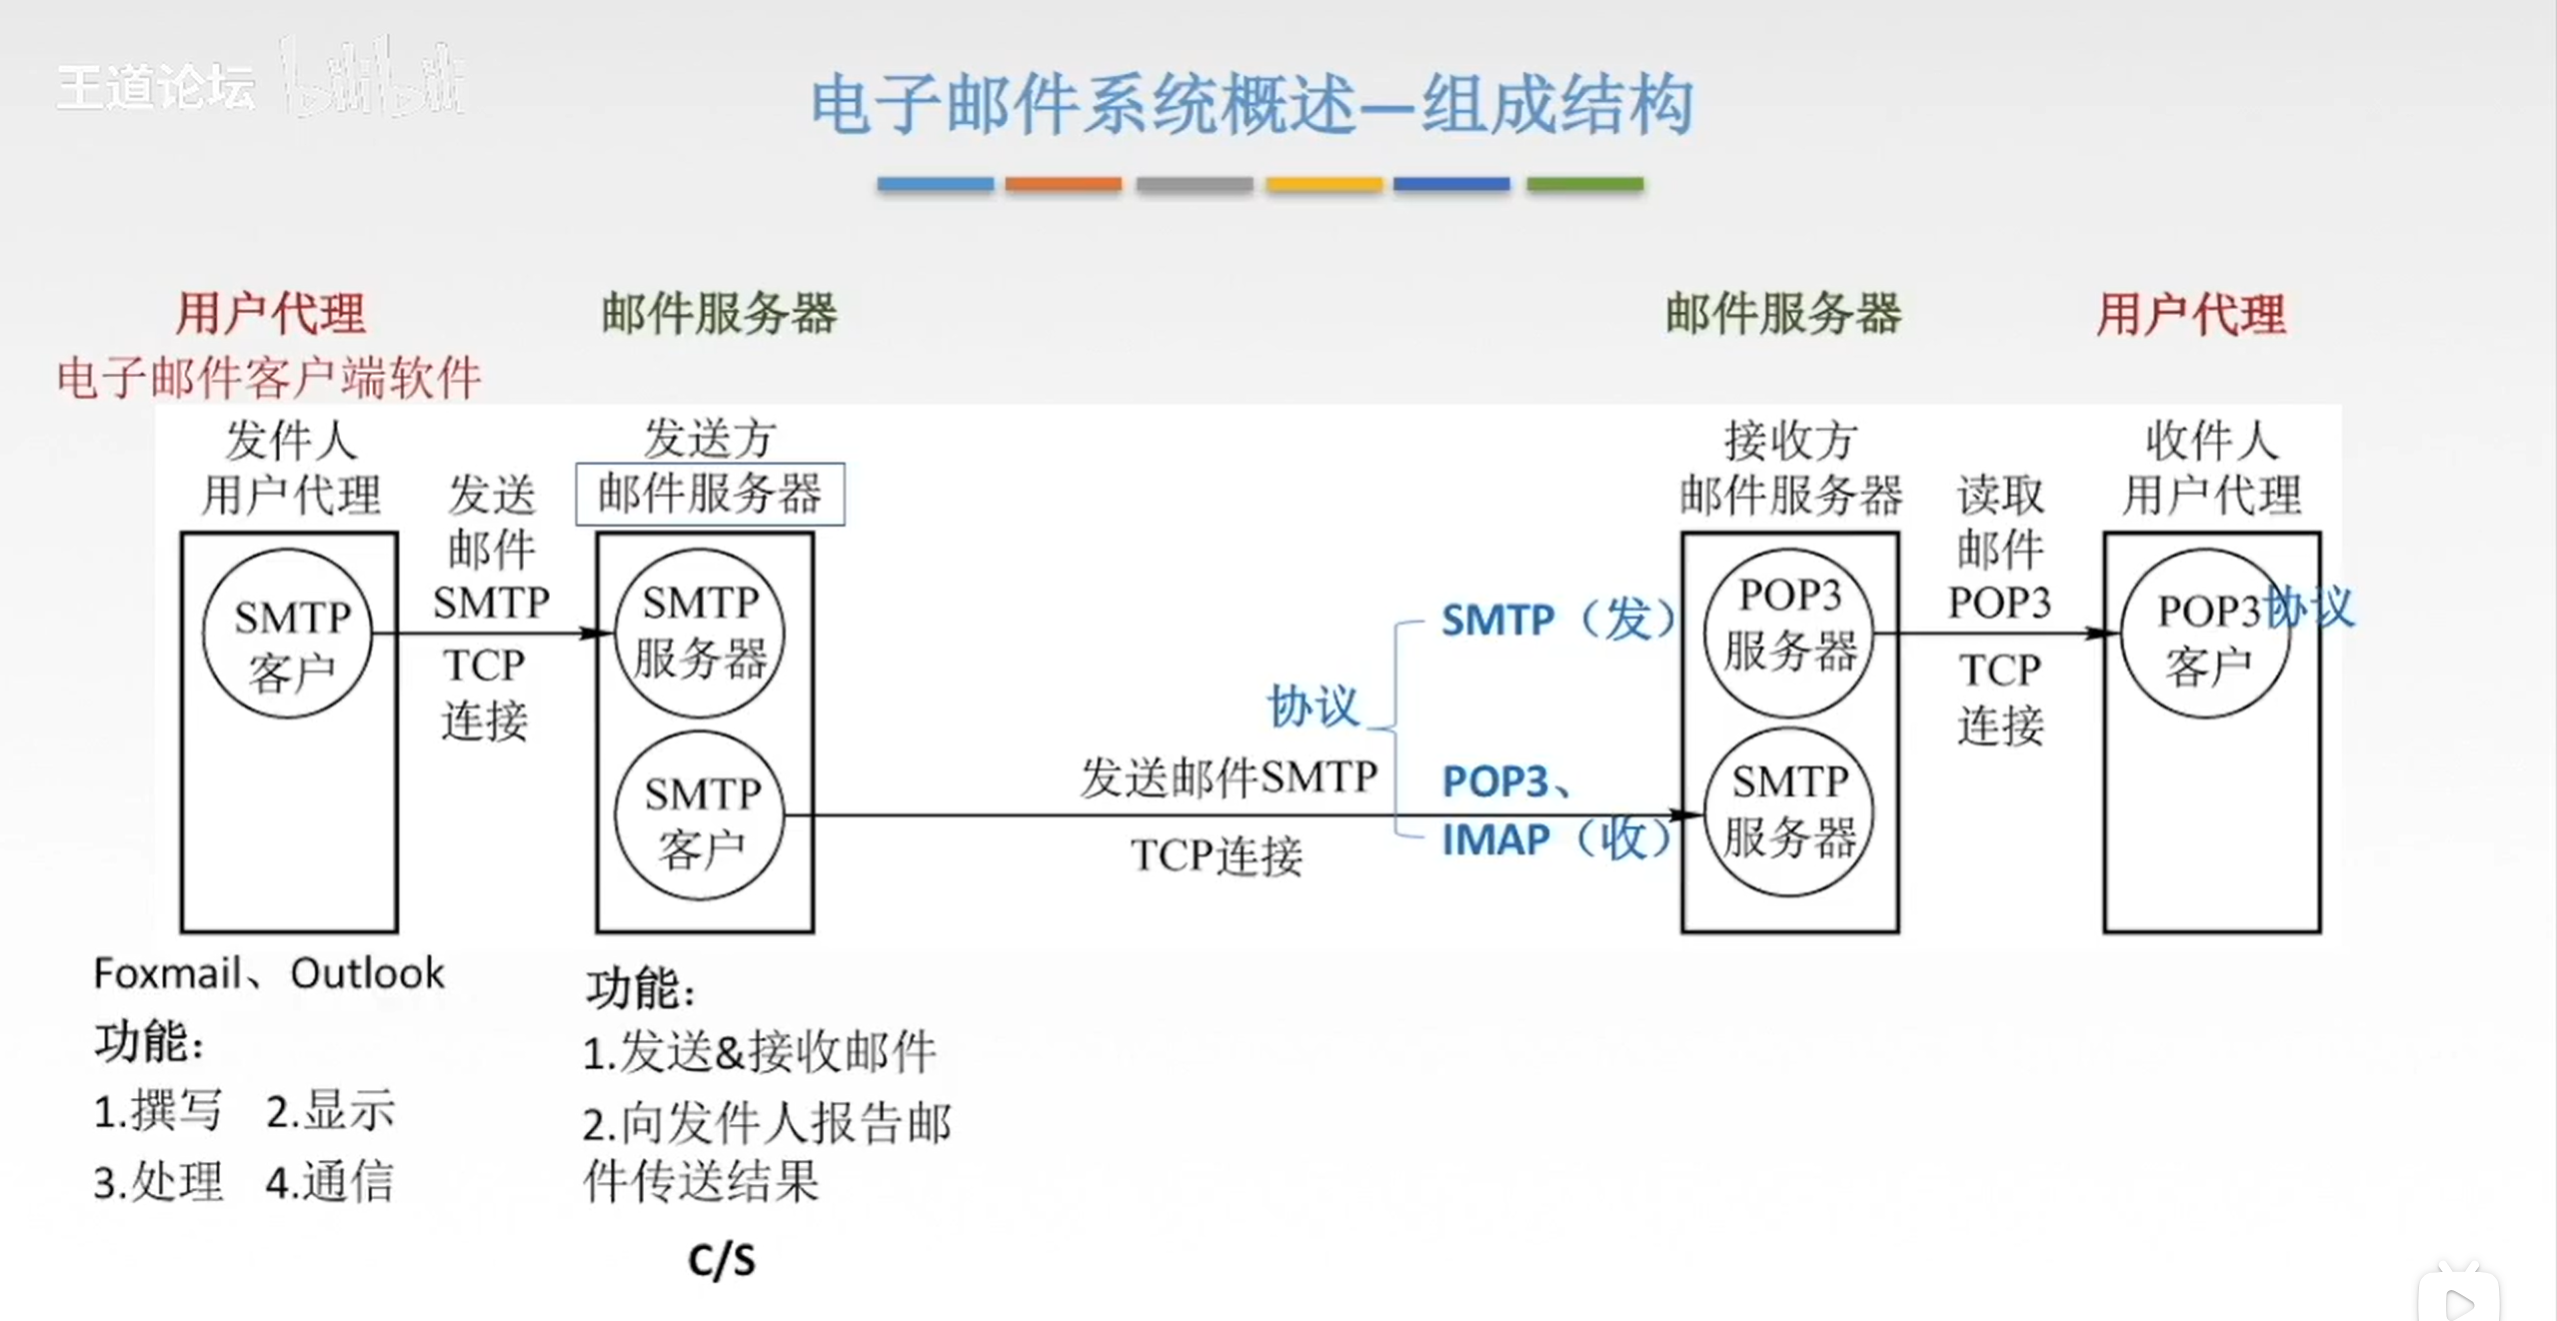 王道论坛 bilibili
电子邮件系统概述—组成结构
用户代理
邮件服务器
邮件服务器
用户代理
电子邮件客户端软件
发件人
用户代理
发送
邮件
SMTP
TCP
连接
SMTP
客户
发送方
邮件服务器
SMTP
服务器
SMTP
客户
发送邮件SMTP
TCP连接
协议
SMTP（发）
POP3、
IMAP（收）
接收方
邮件服务器
POP3
服务器
SMTP
服务器
读取
邮件
POP3
TCP
连接
收件人
用户代理
POP3
客户
协议
Foxmail、Outlook
功能：
1.撰写 2.显示
3.处理 4.通信
功能：
1.发送&接收邮件
2.向发件人报告邮
件传送结果
C/S